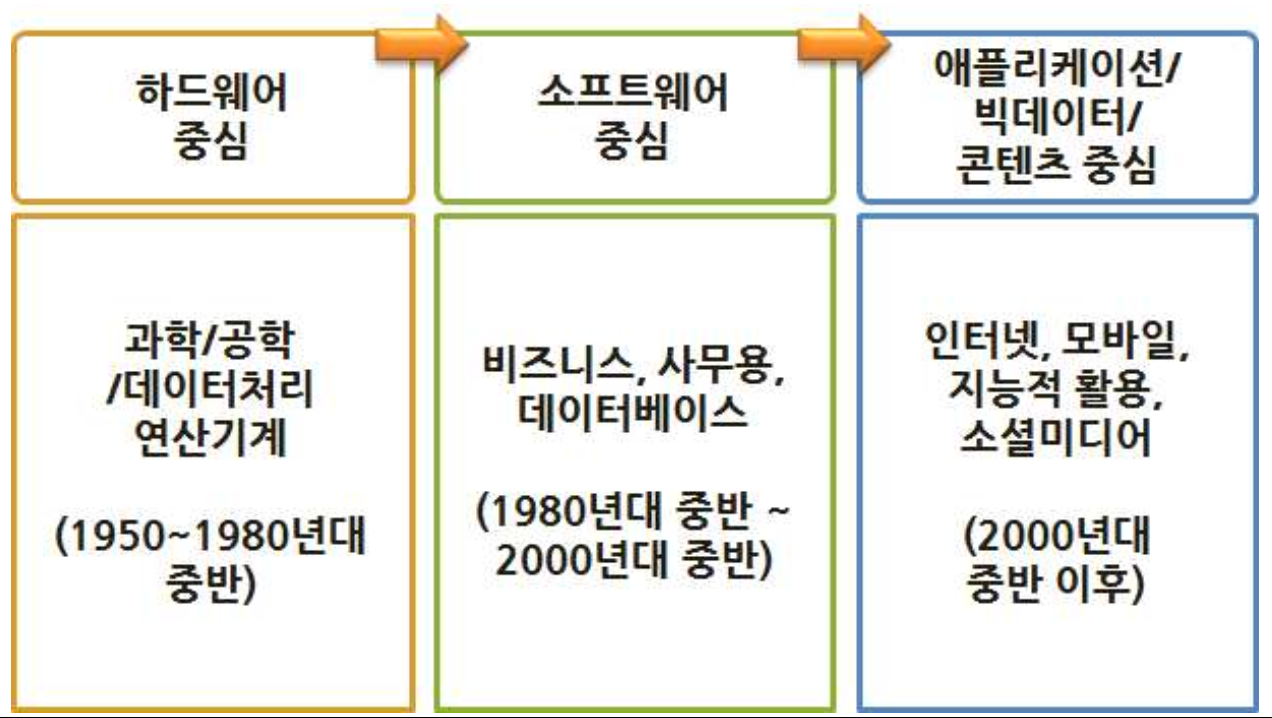 하드웨어
중심
소프트웨어
중심
애플리케이션/
빅데이터/
콘텐츠 중심
과학/공학
/데이터처리
연산기계
(1950~1980년대
중반)
비즈니스, 사무용,
데이터베이스
(1980년대 중반 ~
2000년대 중반)
인터넷, 모바일,
지능적 활용,
소셜미디어
(2000년대
중반 이후)